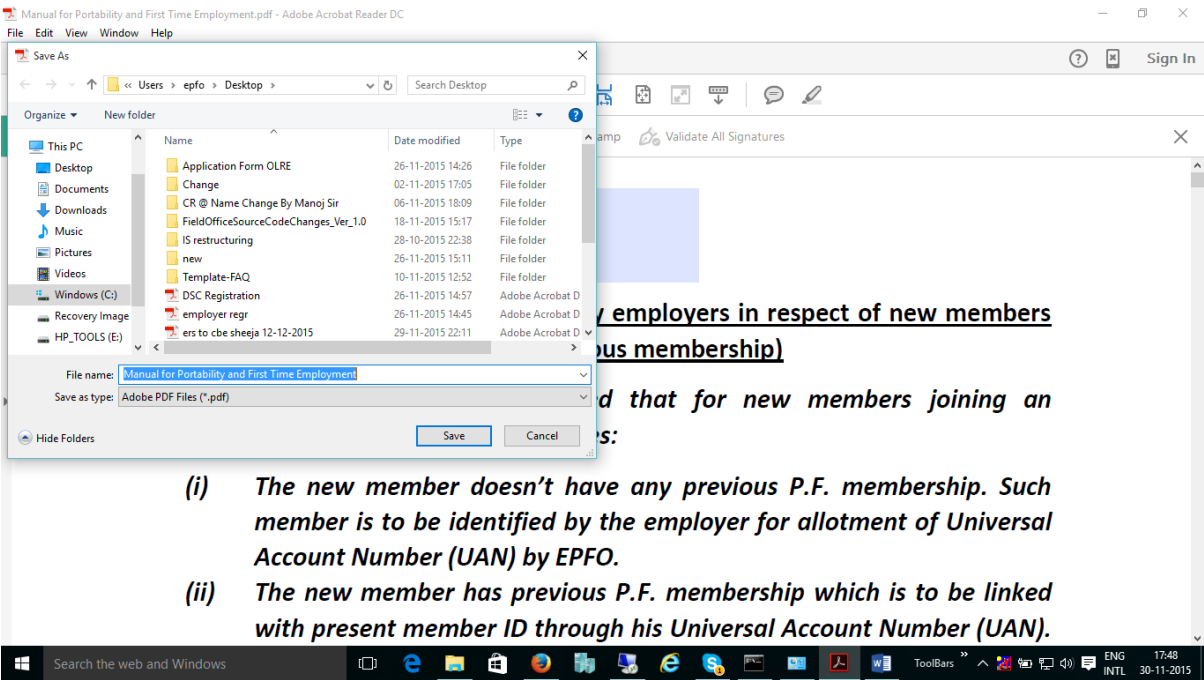 Manual for Portability and First Time Employment.pdf - Adobe Acrobat Reader DC
File Edit View Window Help
Save As
« Users › epfo › Desktop ›
Search Desktop
Sign In
Organize
New folder
amp
Validate All Signatures
Name Date modified Type
This PC
Desktop
Documents
Downloads
Music
Pictures
Videos
Windows (C:)
Recovery Image
HP_TOOLS (E:)
Application Form OLRE 26-11-2015 14:26 File folder
Change 02-11-2015 17:05 File folder
CR @ Name Change By Manoj Sir 06-11-2015 18:09 File folder
FieldOfficeSourceCodeChanges_Ver_1.0 18-11-2015 15:17 File folder
IS restructuring 28-10-2015 22:38 File folder
new 26-11-2015 15:11 File folder
Template-FAQ 10-11-2015 12:52 File folder
DSC Registration 26-11-2015 14:57 Adobe Acrobat D
employer regr 26-11-2015 14:45 Adobe Acrobat D
ers to cbe sheeja 12-12-2015 29-11-2015 22:11 Adobe Acrobat D
File name: Manual for Portability and First Time Employment
Save as type: Adobe PDF Files (*.pdf)
Hide Folders
Save
Cancel
y employers in respect of new members
ous membership)
d that for new members joining an
es:
(i) The new member doesn't have any previous P.F. membership. Such
member is to be identified by the employer for allotment of Universal
Account Number (UAN) by EPFO.
(ii) The new member has previous P.F. membership which is to be linked
with present member ID through his Universal Account Number (UAN).
Search the web and Windows
ToolBars
ENG
INTL
17:48
30-11-2015